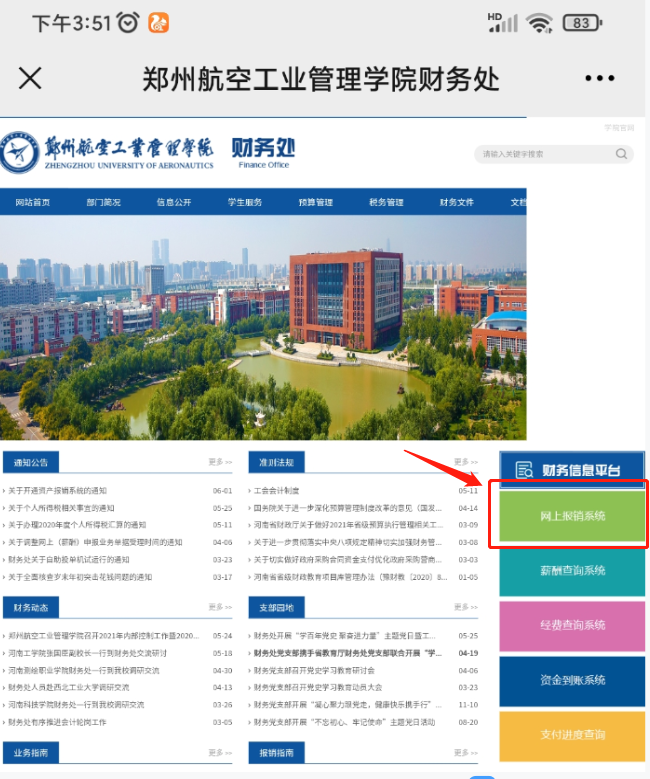 下午3:51
HD
83
郑州航空工业管理学院财务处
学院官网
郑州航空工业管理学院
ZHENGZHOU UNIVERSITY OF AERONAUTICS
财务处
Finance Office
请输入关键字搜索
网站首页 部门简况 信息公开 学生服务 预算管理 税务管理 财务文件 文档
通知公告 更多 >>
关于开通资产报销系统的通知 06-01
关于个人所得税相关事宜的通知 05-25
关于办理2020年度个人所得税汇算的通知 05-11
关于调整网上（薪酬）申报业务单据受理时间的通知 04-06
财务处关于自助投单机试运行的通知 03-23
关于全面核查岁末年初突击花钱问题的通知 03-17
准则法规 更多 >>
工会会计制度 05-11
国务院关于进一步深化预算管理制度改革的意见（国发... 04-14
河南省财政厅关于做好2021年省级预算执行管理相关工... 03-09
关于进一步贯彻落实中央八项规定精神切实加强财务管... 03-08
关于切实做好政府采购合同资金支付优化政府采购营商... 03-03
河南省省级财政教育项目库管理办法（豫财教〔2020〕8... 01-05
财务信息平台
网上报销系统
薪酬查询系统
经费查询系统
资金到账系统
支付进度查询
财务动态 更多 >>
郑州航空工业管理学院召开2021年内部控制工作暨2020... 05-24
河南工学院张国臣副校长一行到我校财务处交流研讨 05-18
河南测绘职业学院财务处一行到我校调研交流 04-30
财务处人员赴西北工业大学调研交流 04-13
河南科技学院财务处一行到我校调研交流 03-26
财务处有序推进会计轮岗工作 03-05
支部园地 更多 >>
财务处开展“学百年党史 聚奋进力量”主题党日暨工... 05-25
财务处党支部携手省教育厅财务处党支部联合开展“学... 04-19
财务党支部召开党史学习教育研讨会 04-06
财务党支部召开党史学习教育动员大会 03-23
财务党支部开展“凝心聚力跟党走，健康快乐携手行”... 11-10
财务党支部开展“不忘初心、牢记使命”主题党日活动 08-20
业务指南 更多 >>
报销指南 更多 >>